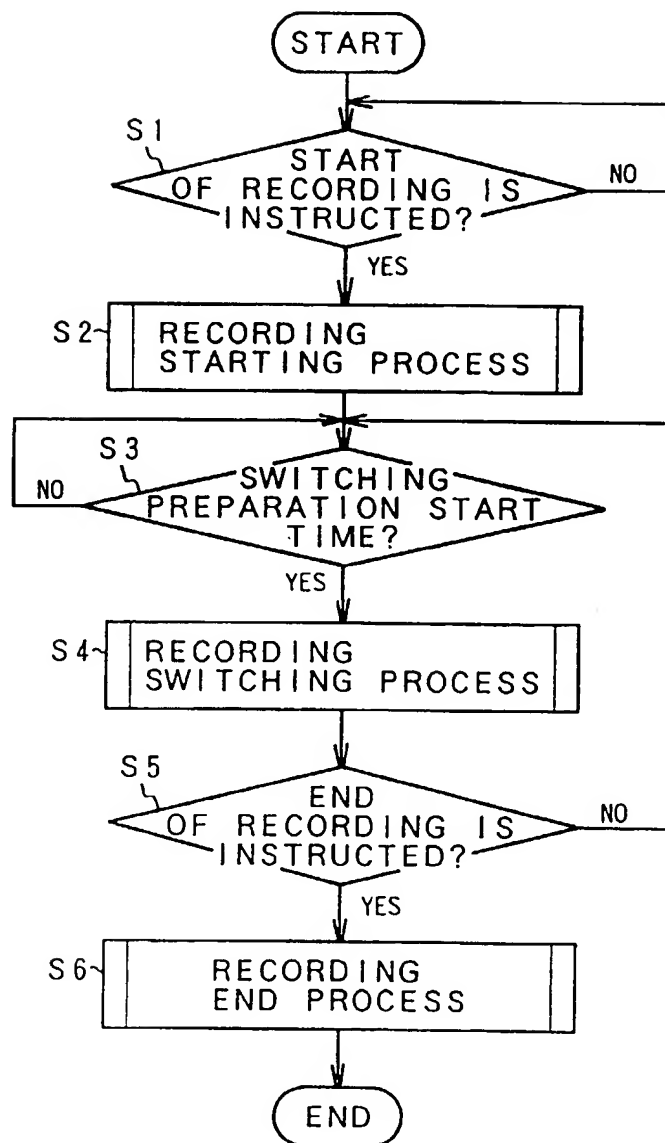 START
S1
START
OF RECORDING IS
INSTRUCTED?
NO
YES
S2
RECORDING
STARTING PROCESS
S3
SWITCHING
PREPARATION START
TIME?
NO
YES
S4
RECORDING
SWITCHING PROCESS
S5
END
OF RECORDING IS
INSTRUCTED?
NO
YES
S6
RECORDING
END PROCESS
END